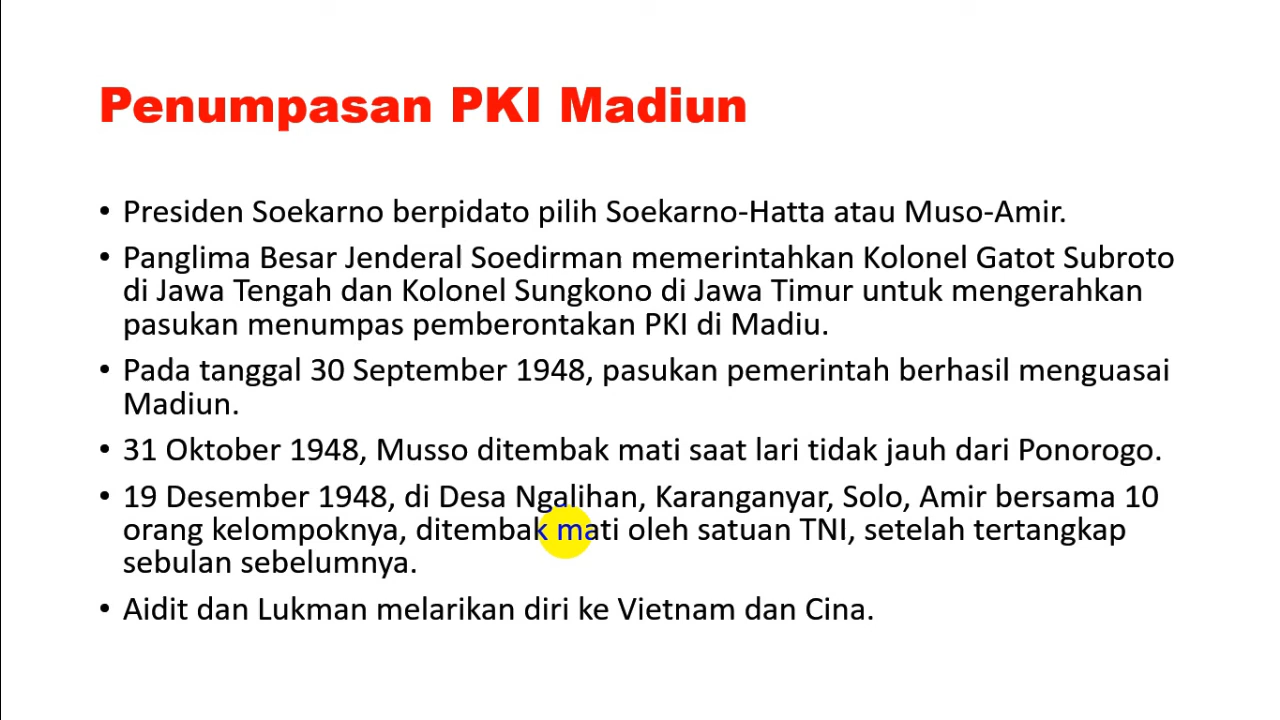 Penumpasan PKI Madiun
• Presiden Soekarno berpidato pilih Soekarno-Hatta atau Muso-Amir.
• Panglima Besar Jenderal Soedirman memerintahkan Kolonel Gatot Subroto
di Jawa Tengah dan Kolonel Sungkono di Jawa Timur untuk mengerahkan
pasukan menumpas pemberontakan PKI di Madiu.
• Pada tanggal 30 September 1948, pasukan pemerintah berhasil menguasai
Madiun.
• 31 Oktober 1948, Musso ditembak mati saat lari tidak jauh dari Ponorogo.
• 19 Desember 1948, di Desa Ngalihan, Karanganyar, Solo, Amir bersama 10
orang kelompoknya, ditembak mati oleh satuan TNI, setelah tertangkap
sebulan sebelumnya.
• Aidit dan Lukman melarikan diri ke Vietnam dan Cina.